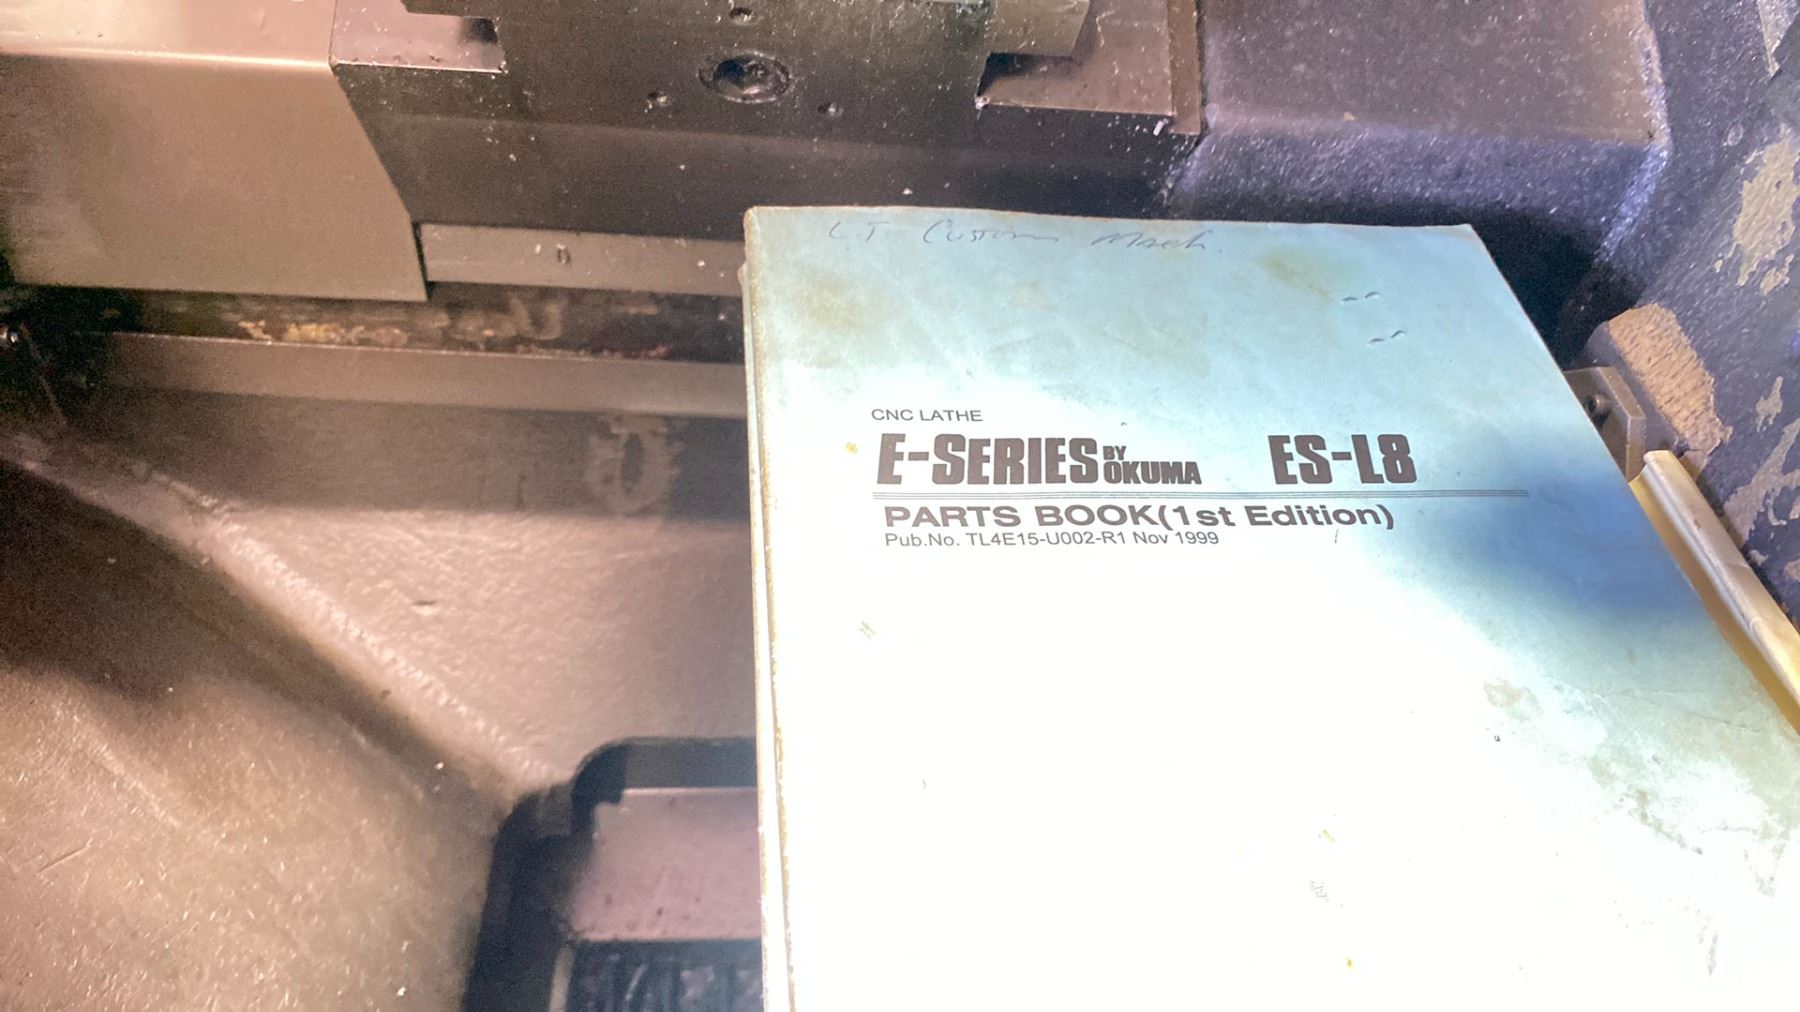 L.T Custom Mach.
CNC LATHE
E-SERIES BY OKUMA ES-L8
PARTS BOOK(1st Edition)
Pub.No. TL4E15-U002-R1 Nov 1999